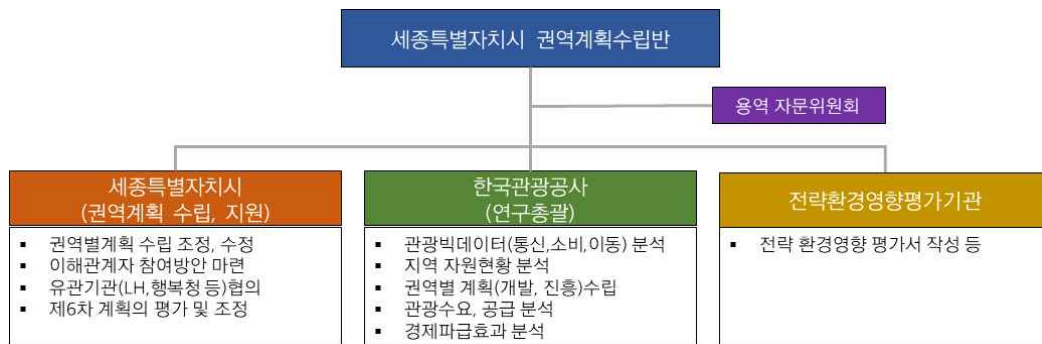 세종특별자치시 권역계획수립반
용역 자문위원회
세종특별자치시
(권역계획 수립, 지원)
▪ 권역별계획 수립 조정, 수정
▪ 이해관계자 참여방안 마련
▪ 유관기관(LH,행복청 등)협의
▪ 제6차 계획의 평가 및 조정
한국관광공사
(연구총괄)
▪ 관광빅데이터(통신,소비,이동) 분석
▪ 지역 자원현황 분석
▪ 권역별 계획(개발, 진흥)수립
▪ 관광수요, 공급 분석
▪ 경제파급효과 분석
전략환경영향평가기관
▪ 전략 환경영향 평가서 작성 등